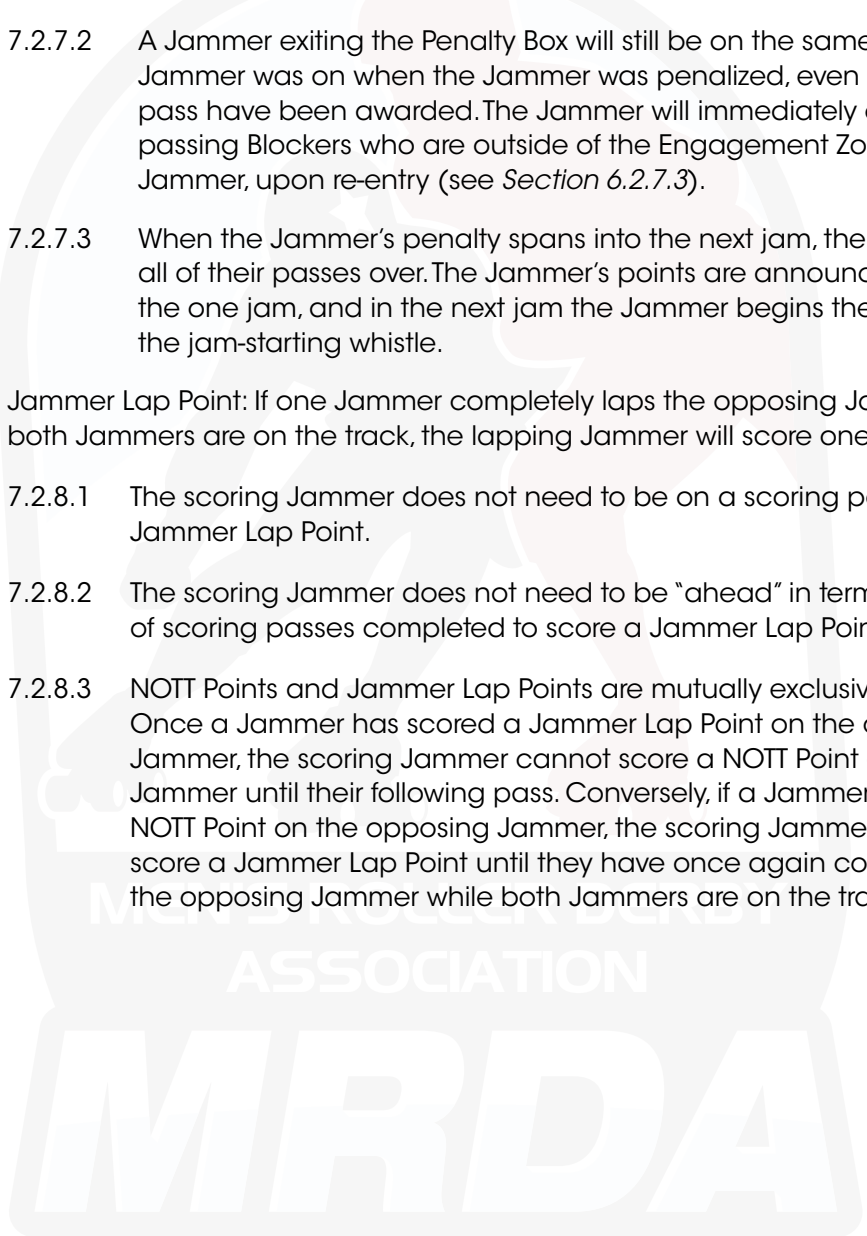 7.2.7.2 A Jammer exiting the Penalty Box will still be on the same
Jammer was on when the Jammer was penalized, even
pass have been awarded. The Jammer will immediately
passing Blockers who are outside of the Engagement
Jammer, upon re-entry (see Section 6.2.7.3).
7.2.7.3 When the Jammer's penalty spans into the next jam, the
all of their passes over. The Jammer's points are
the one jam, and in the next jam the Jammer begins
the jam-starting whistle.
Jammer Lap Point: If one Jammer completely laps the opposing
both Jammers are on the track, the lapping Jammer will score one
7.2.8.1 The scoring Jammer does not need to be on a scoring
Jammer Lap Point.
7.2.8.2 The scoring Jammer does not need to be "ahead" in
of scoring passes completed to score a Jammer Lap
7.2.8.3 NOTT Points and Jammer Lap Points are mutually
Once a Jammer has scored a Jammer Lap Point on the
Jammer, the scoring Jammer cannot score a NOTT Point
Jammer until their following pass. Conversely, if a Jammer
NOTT Point on the opposing Jammer, the scoring
score a Jammer Lap Point until they have once again
the opposing Jammer while both Jammers are on the
MEN'S ROLLER DERBY
ASSOCIATION
MRDA